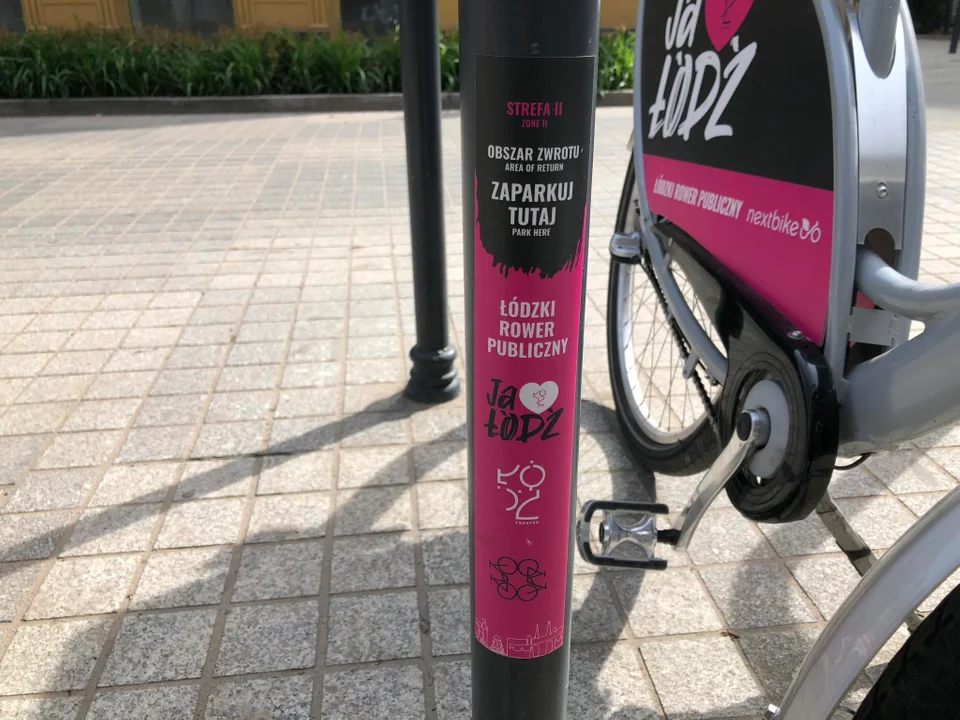 STREFA II
ZONE II
OBSZAR ZWROTU
AREA OF RETURN
ZAPARKUJ
TUTAJ
PARK HERE
ŁÓDZKI
ROWER
PUBLICZNY
Ja
ŁÓDŹ
ŁÓDŹ
Ja
ŁÓDŹ
ŁÓDZKI ROWER PUBLICZNY nextbike